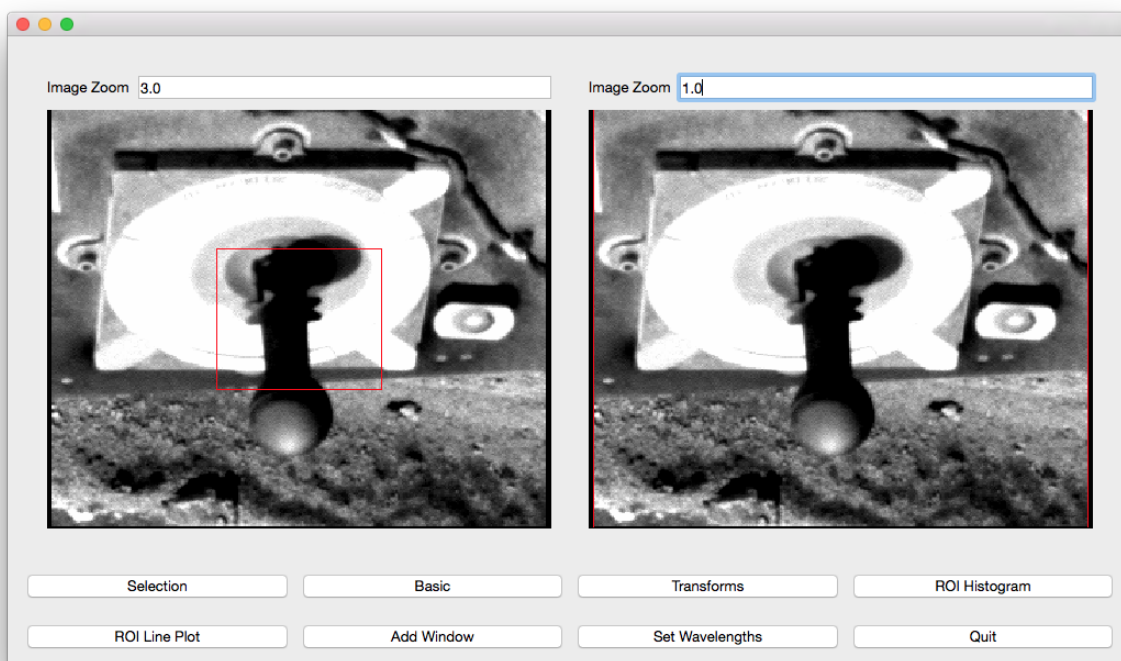 Image Zoom 3.0 Image Zoom 1.0
Selection Basic Transforms ROI Histogram
ROI Line Plot Add Window Set Wavelengths Quit